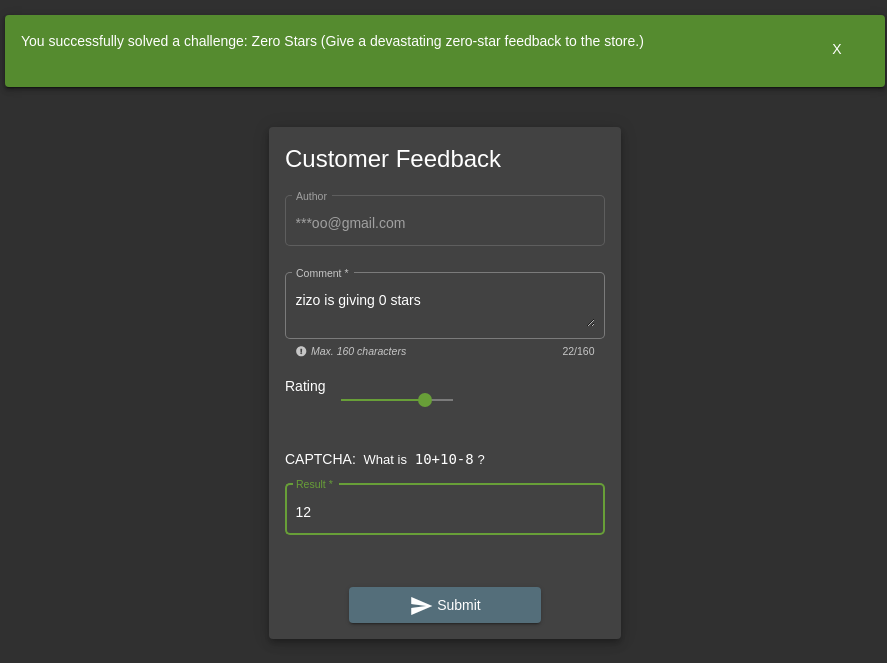 You successfully solved a challenge: Zero Stars (Give a devastating zero-star feedback to the store.)
X
Customer Feedback
Author
***oo@gmail.com
Comment *
zizo is giving 0 stars
Max. 160 characters 22/160
Rating
CAPTCHA: What is 10+10-8 ?
Result *
12
Submit